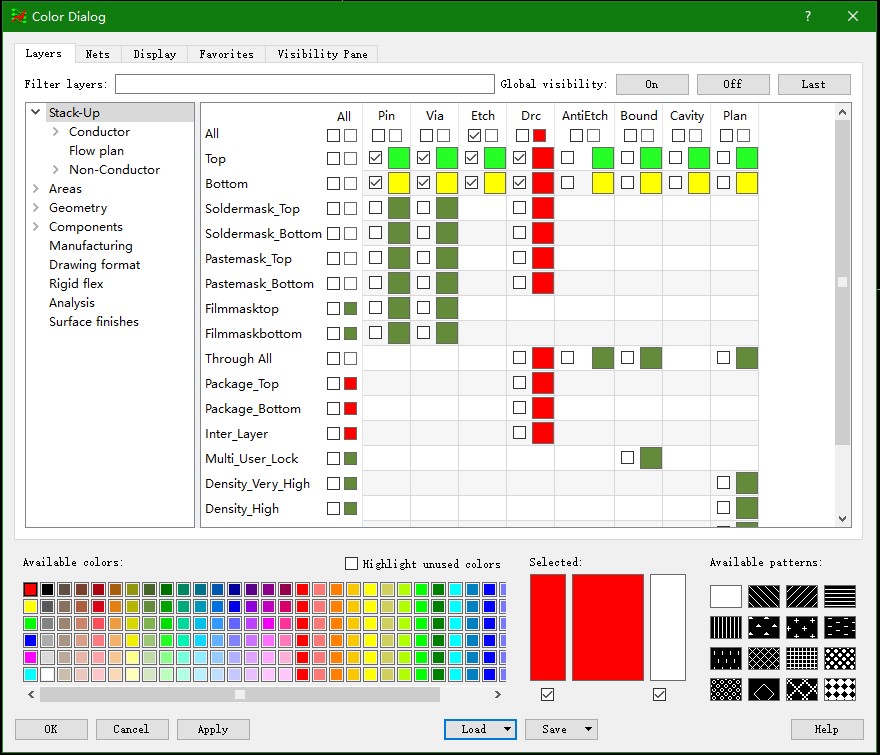 Color Dialog
Layers Nets Display Favorites Visibility Pane
Filter layers: Global visibility: On Off Last
Stack-Up
Conductor
Flow plan
Non-Conductor
Areas
Geometry
Components
Manufacturing
Drawing format
Rigid flex
Analysis
Surface finishes
All Pin Via Etch Drc AntiEtch Bound Cavity Plan
All
Top
Bottom
Soldermask_Top
Soldermask_Bottom
Pastemask_Top
Pastemask_Bottom
Filmmasktop
Filmmaskbottom
Through All
Package_Top
Package_Bottom
Inter_Layer
Multi_User_Lock
Density_Very_High
Density_High
Available colors: Highlight unused colors Selected: Available patterns:
OK Cancel Apply Load Save Help